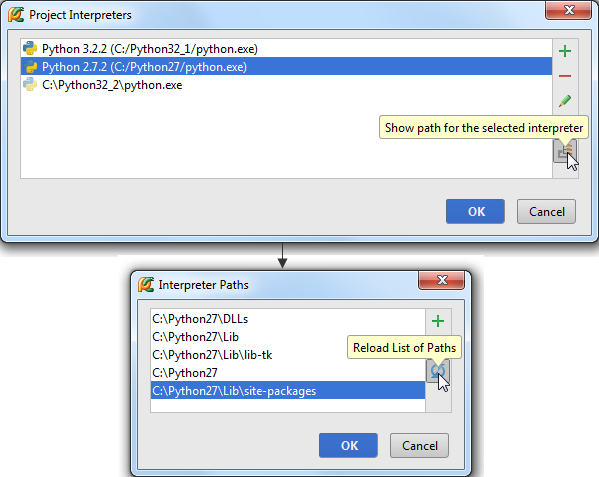 Project Interpreters
Python 3.2.2 (C:/Python32_1/python.exe)
Python 2.7.2 (C:/Python27/python.exe)
C:\Python32_2\python.exe
Show path for the selected interpreter
OK
Cancel
Interpreter Paths
C:\Python27\DLLs
C:\Python27\Lib
C:\Python27\Lib\lib-tk
Reload List of Paths
C:\Python27
C:\Python27\Lib\site-packages
OK
Cancel